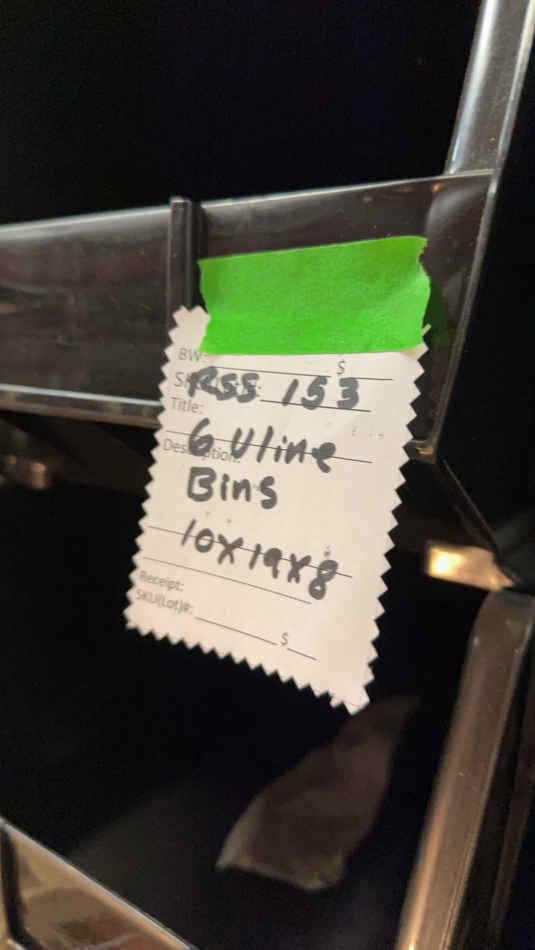 BW: $
RSS 153
Title:
6 Uline
Description:
Bins
10x19x8
Receipt:
SKU(Lot)#: $